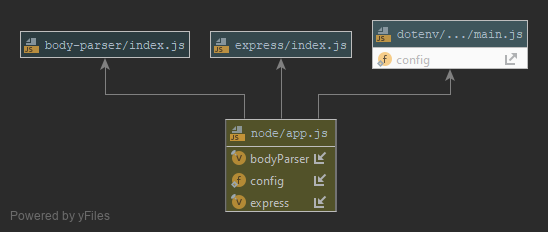 body-parser/index.js
express/index.js
dotenv/.../main.js
config
node/app.js
bodyParser
config
express
Powered by yFiles